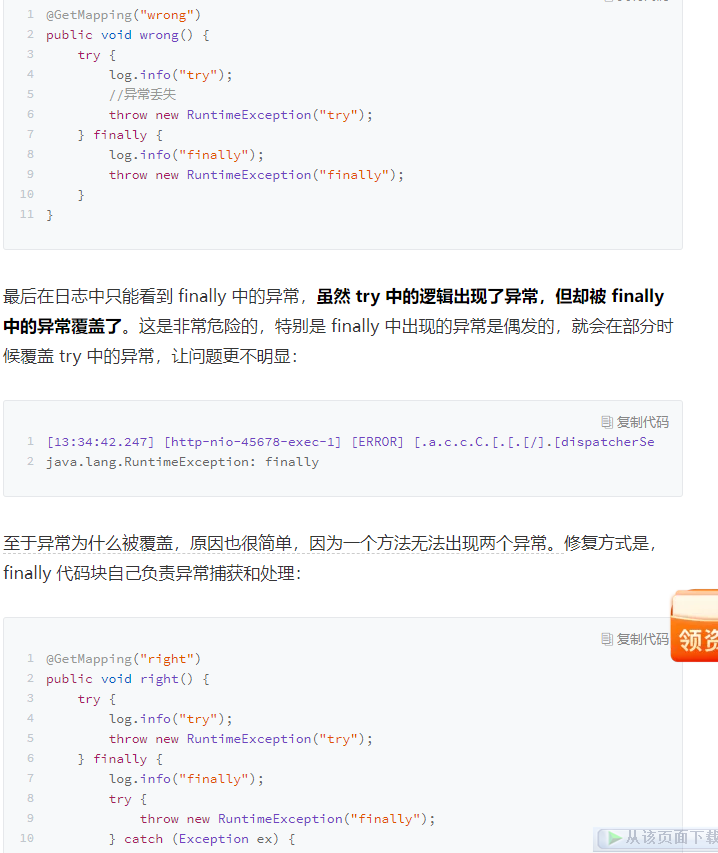 1 @GetMapping("wrong")
2 public void wrong() {
3 try {
4 log.info("try");
5 //异常丢失
6 throw new RuntimeException("try");
7 } finally {
8 log.info("finally");
9 throw new RuntimeException("finally");
10 }
11 }
最后在日志中只能看到 finally 中的异常，虽然 try 中的逻辑出现了异常，但却被 finally
中的异常覆盖了。这是非常危险的，特别是 finally 中出现的异常是偶发的，就会在部分时
候覆盖 try 中的异常，让问题更不明显：
复制代码
1 [13:34:42.247] [http-nio-45678-exec-1] [ERROR] [.a.c.c.C.[.[.[/].[dispatcherSe
2 java.lang.RuntimeException: finally
至于异常为什么被覆盖，原因也很简单，因为一个方法无法出现两个异常。修复方式是，
finally 代码块自己负责异常捕获和处理：
复制代码
领资
1 @GetMapping("right")
2 public void right() {
3 try {
4 log.info("try");
5 throw new RuntimeException("try");
6 } finally {
7 log.info("finally");
8 try {
9 throw new RuntimeException("finally");
10 } catch (Exception ex) {
从该页面下载